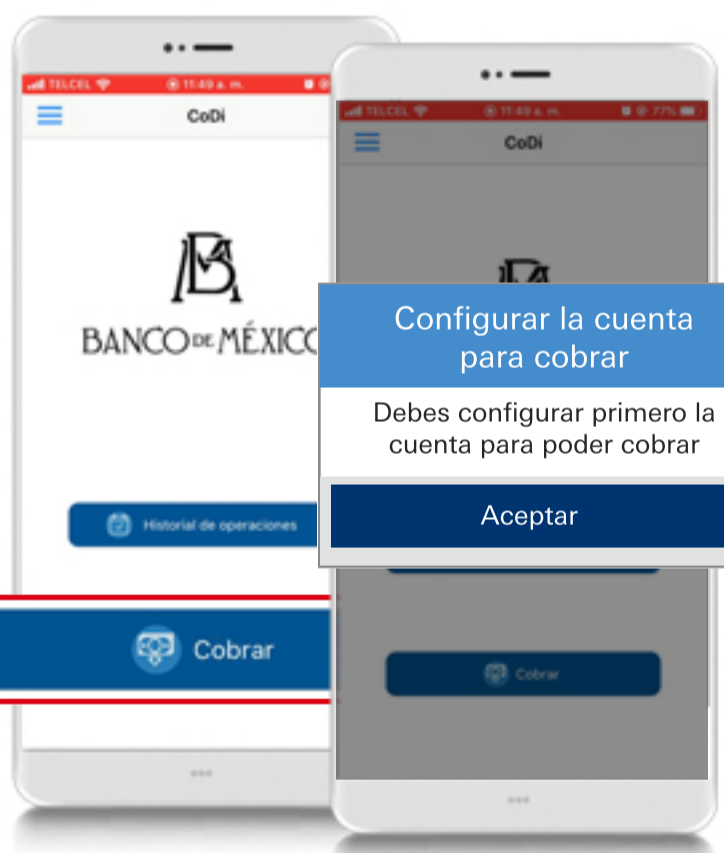 TELCEL 11:49 a. m.
CoDi
BANCO DE MÉXICO
Historial de operaciones
Cobrar
TELCEL 11:49 a. m. 77%
CoDi
Configurar la cuenta
para cobrar
Debes configurar primero la
cuenta para poder cobrar
Aceptar
Cobrar